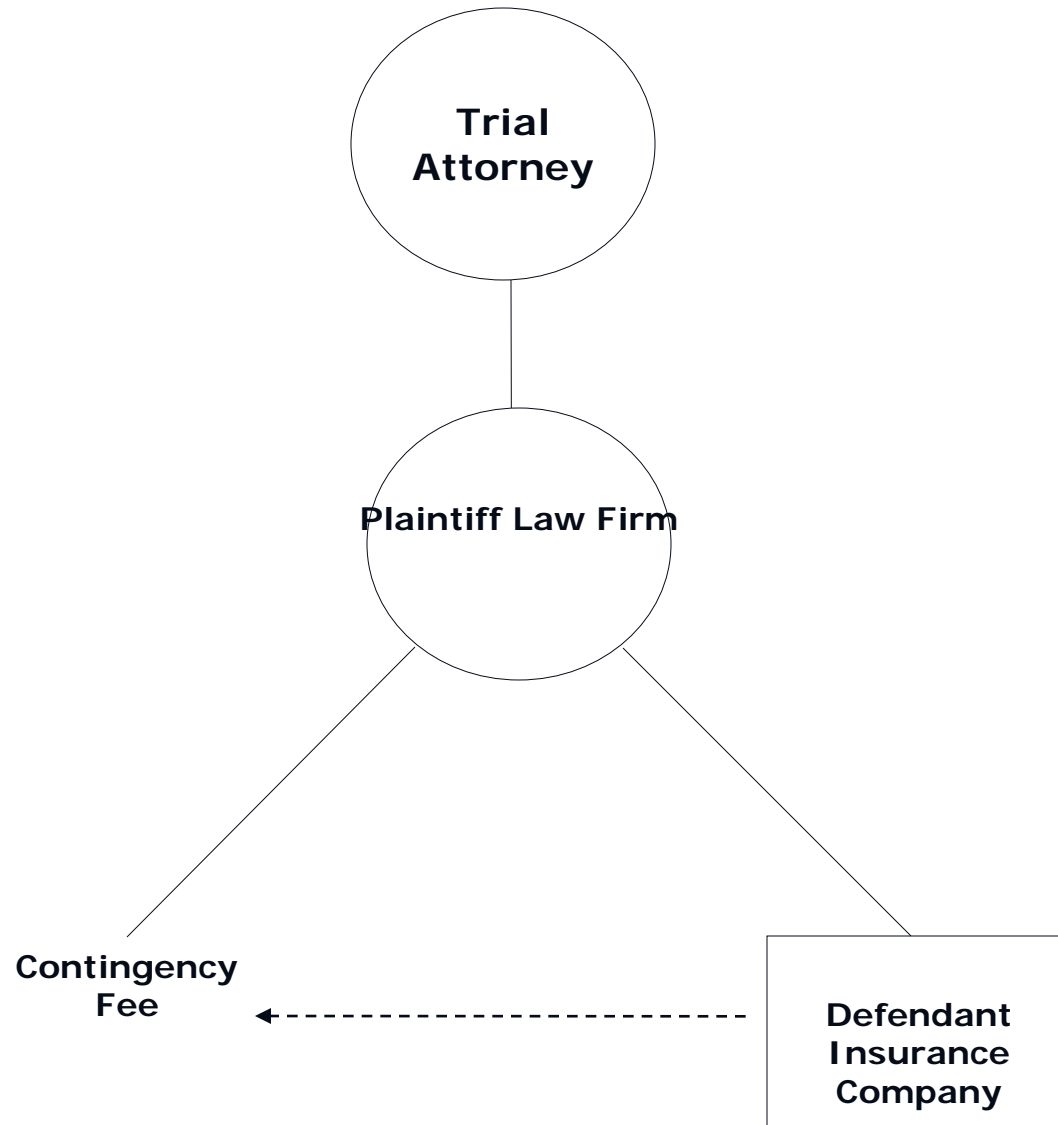 Trial
Attorney
Plaintiff Law Firm
Contingency
Fee
Defendant
Insurance
Company